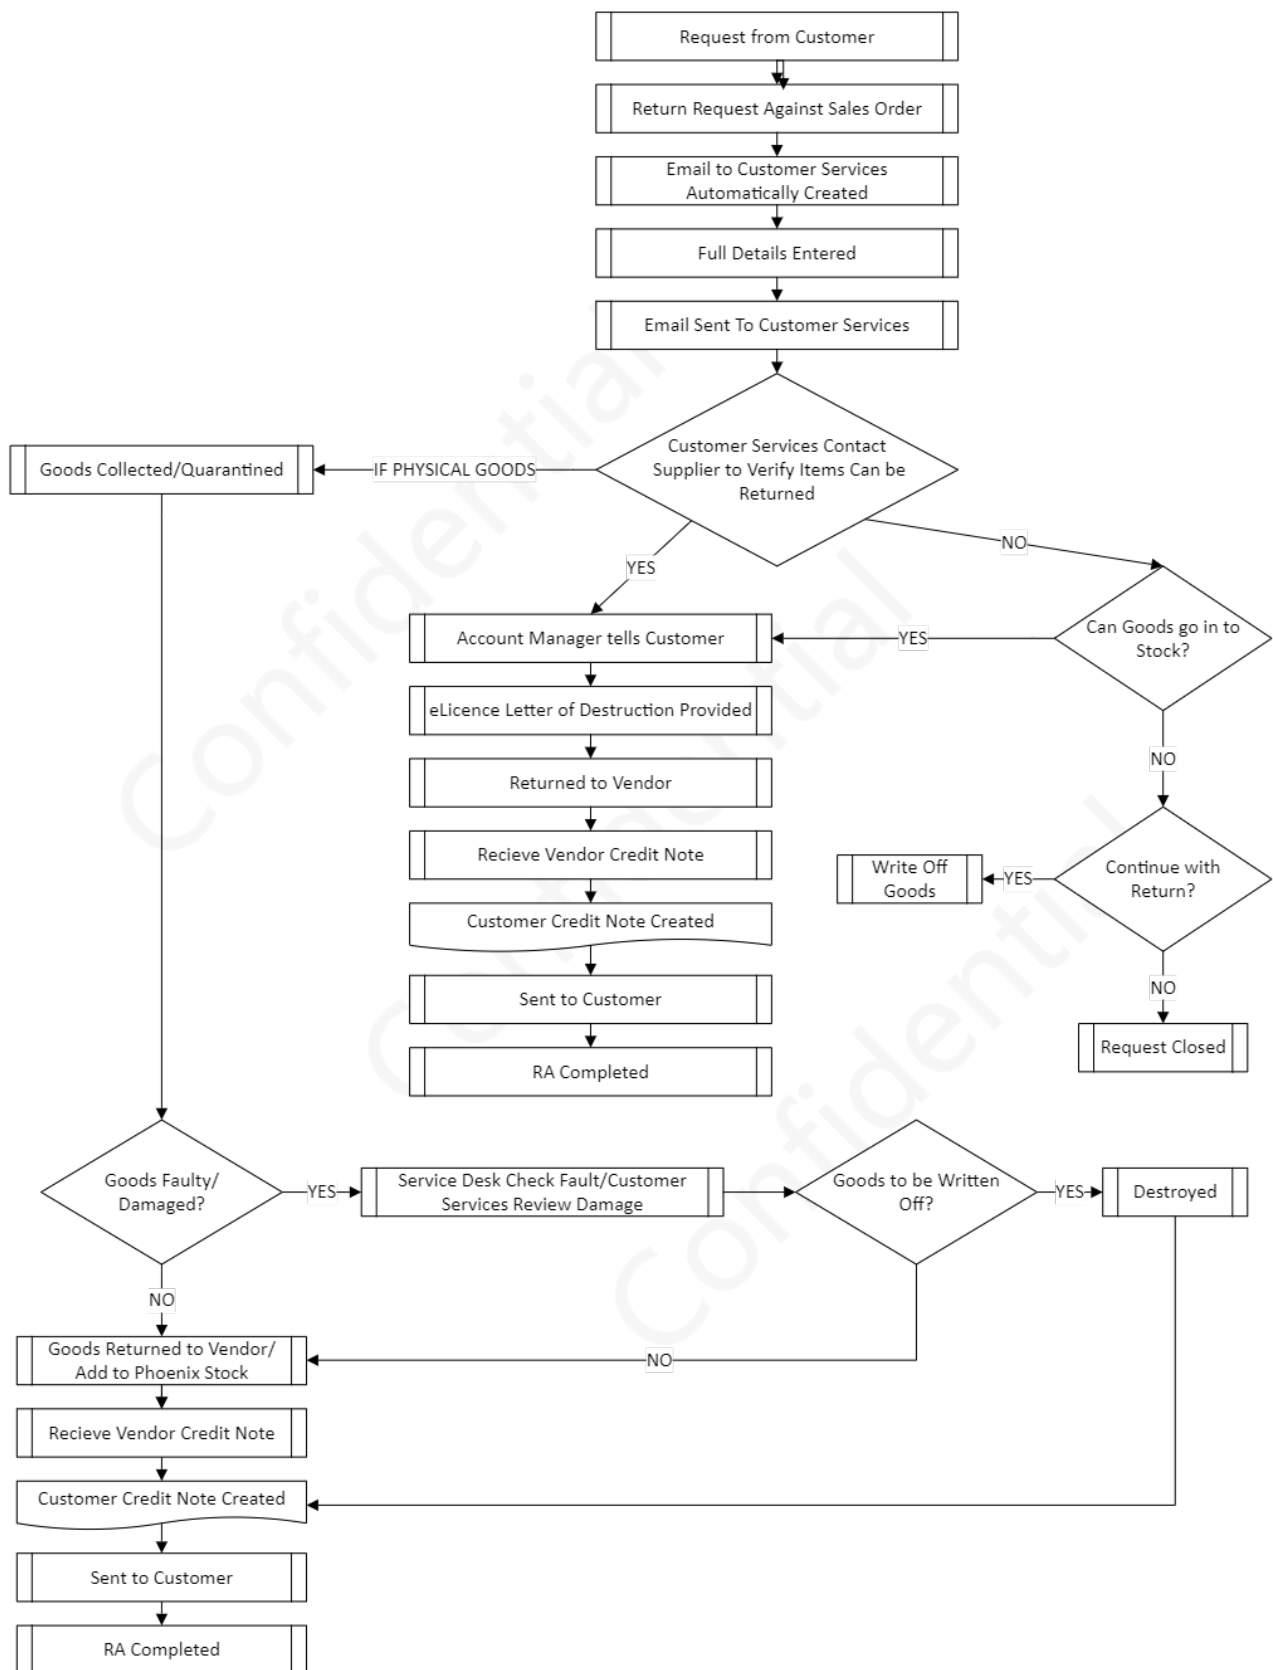 Request from Customer
Return Request Against Sales Order
Email to Customer Services
Automatically Created
Full Details Entered
Email Sent To Customer Services
Customer Services Contact
Supplier to Verify Items Can be
Returned
IF PHYSICAL GOODS
Goods Collected/Quarantined
NO
YES
Can Goods go in to
Stock?
YES
Account Manager tells Customer
eLicence Letter of Destruction Provided
NO
Returned to Vendor
Recieve Vendor Credit Note
Continue with
Return?
YES
Write Off
Goods
Customer Credit Note Created
NO
Sent to Customer
Request Closed
RA Completed
Goods Faulty/
Damaged?
YES
Service Desk Check Fault/Customer
Services Review Damage
Goods to be Written
Off?
YES
Destroyed
NO
Goods Returned to Vendor/
Add to Phoenix Stock
NO
Recieve Vendor Credit Note
Customer Credit Note Created
Sent to Customer
RA Completed
Confidential
Confidential
Confidential